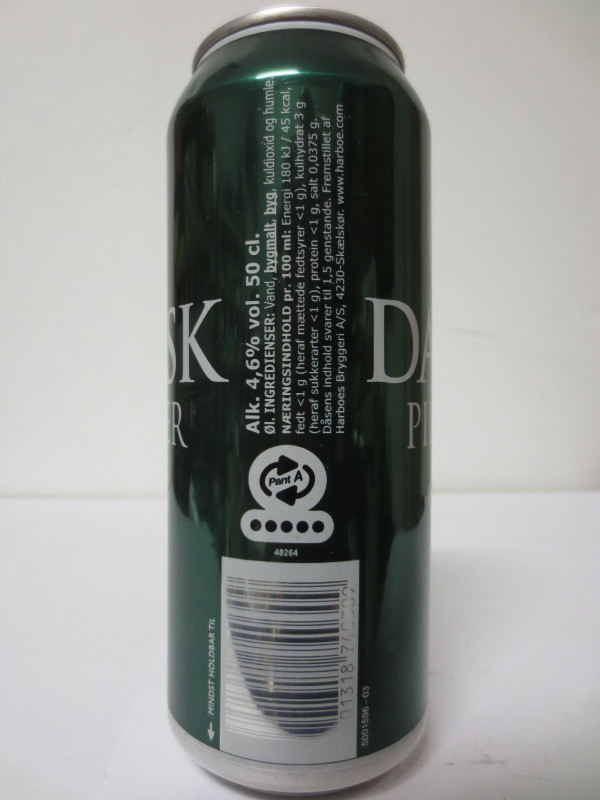 Alk. 4,6% vol. 50 cl.
Øl. INGREDIENSER: Vand, bygmalt, byg, kuldioxid og humle.
NÆRINGSINDHOLD pr. 100 ml: Energi 180 kJ / 45 kcal,
fedt <1 g (heraf mættede fedtsyrer <1 g), kulhydrat 3 g
(heraf sukkerarter <1 g), protein <1 g, salt 0,0375 g.
Dåsens indhold svarer til 1,5 genstande. Fremstillet af
Harboes Bryggeri A/S, 4230-Skælskør. www.harboe.com
SK
ER
DA
PI
Pant A
48264
MINDST HOLDBAR TIL
5001596-03